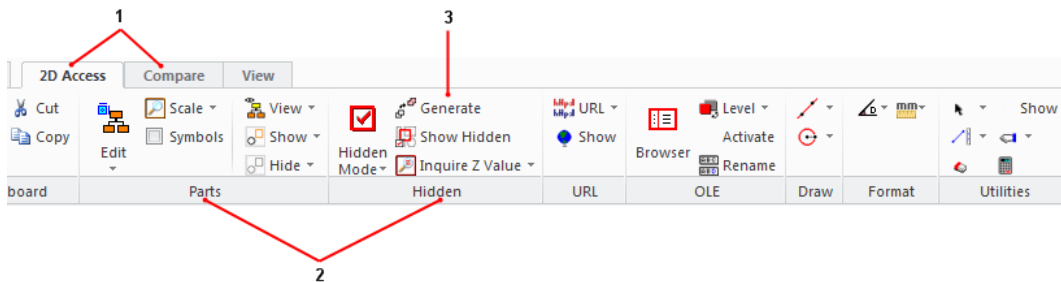 1 3
2D Access Compare View
Cut Scale View Generate URL Level mm Show
Copy Symbols Show Show Hidden Show Activate
Edit Hide Hidden Mode Inquire Z Value Browser Rename
board Parts Hidden URL OLE Draw Format Utilities
2